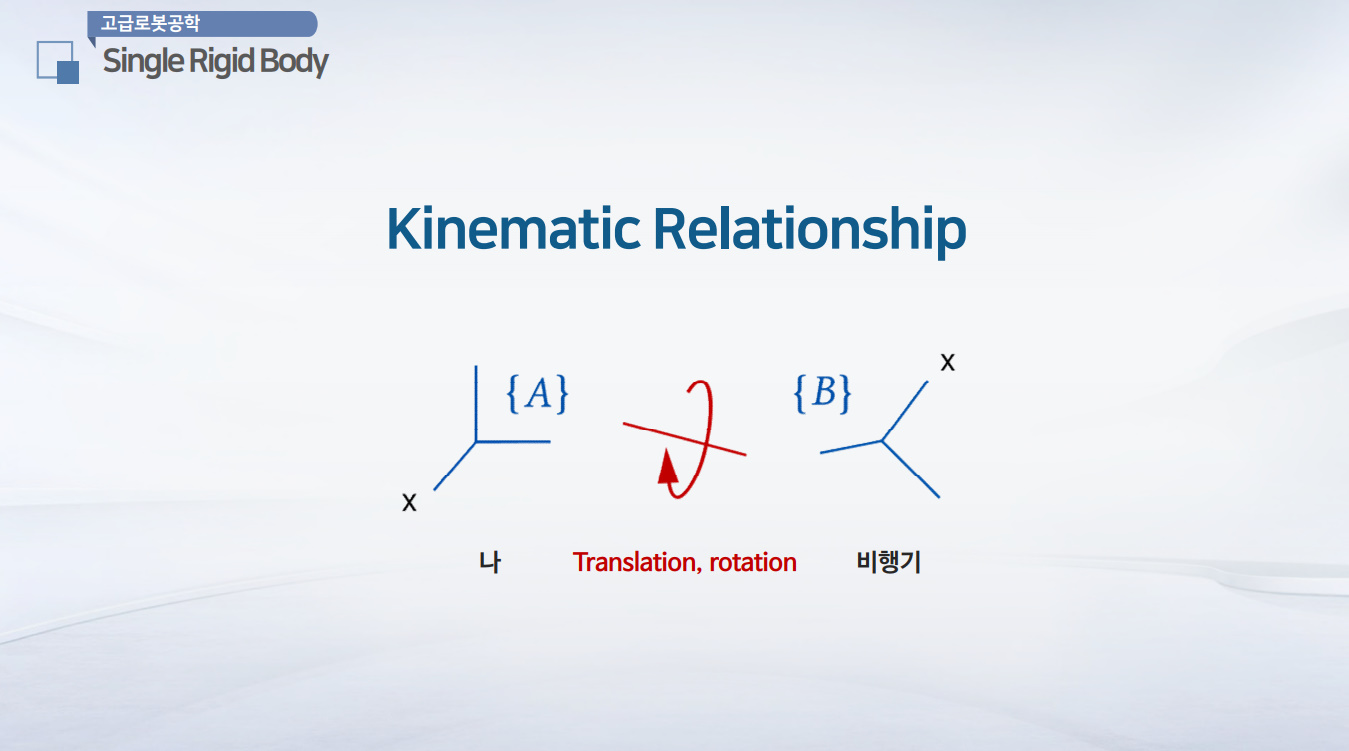 고급로봇공학
Single Rigid Body
Kinematic Relationship
X
{A}
{B}
X
나
Translation, rotation
비행기